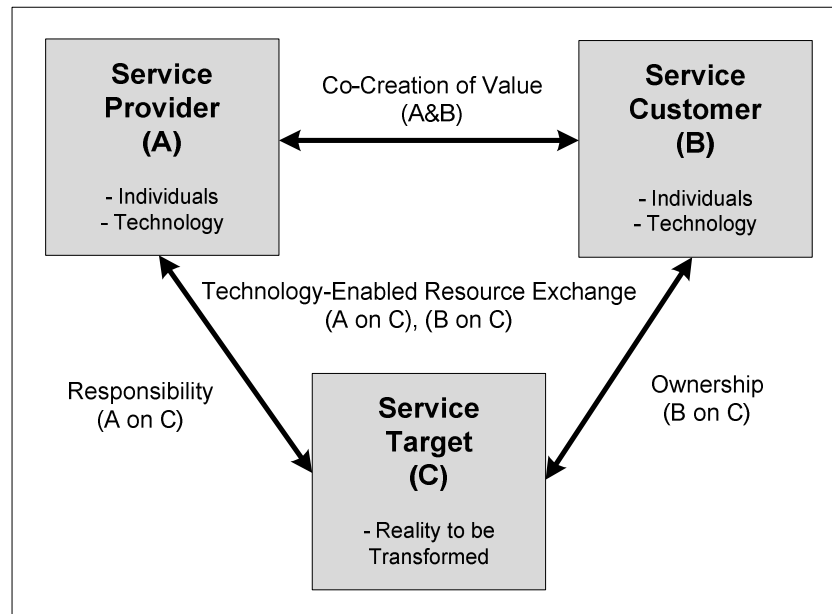 Service
Provider
(A)
- Individuals
- Technology
Co-Creation of Value
(A&B)
Service
Customer
(B)
- Individuals
- Technology
Technology-Enabled Resource Exchange
(A on C), (B on C)
Responsibility
(A on C)
Ownership
(B on C)
Service
Target
(C)
- Reality to be
Transformed